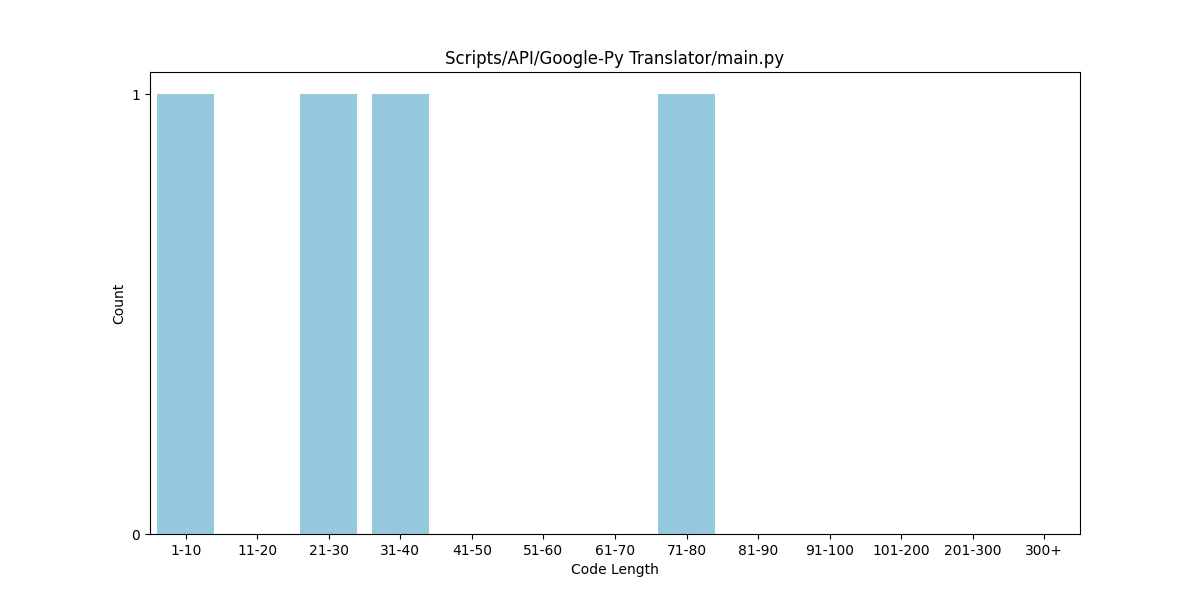 Scripts/API/Google-Py Translator/main.py
1
Count
0
1-10 11-20 21-30 31-40 41-50 51-60 61-70 71-80 81-90 91-100 101-200 201-300 300+
Code Length